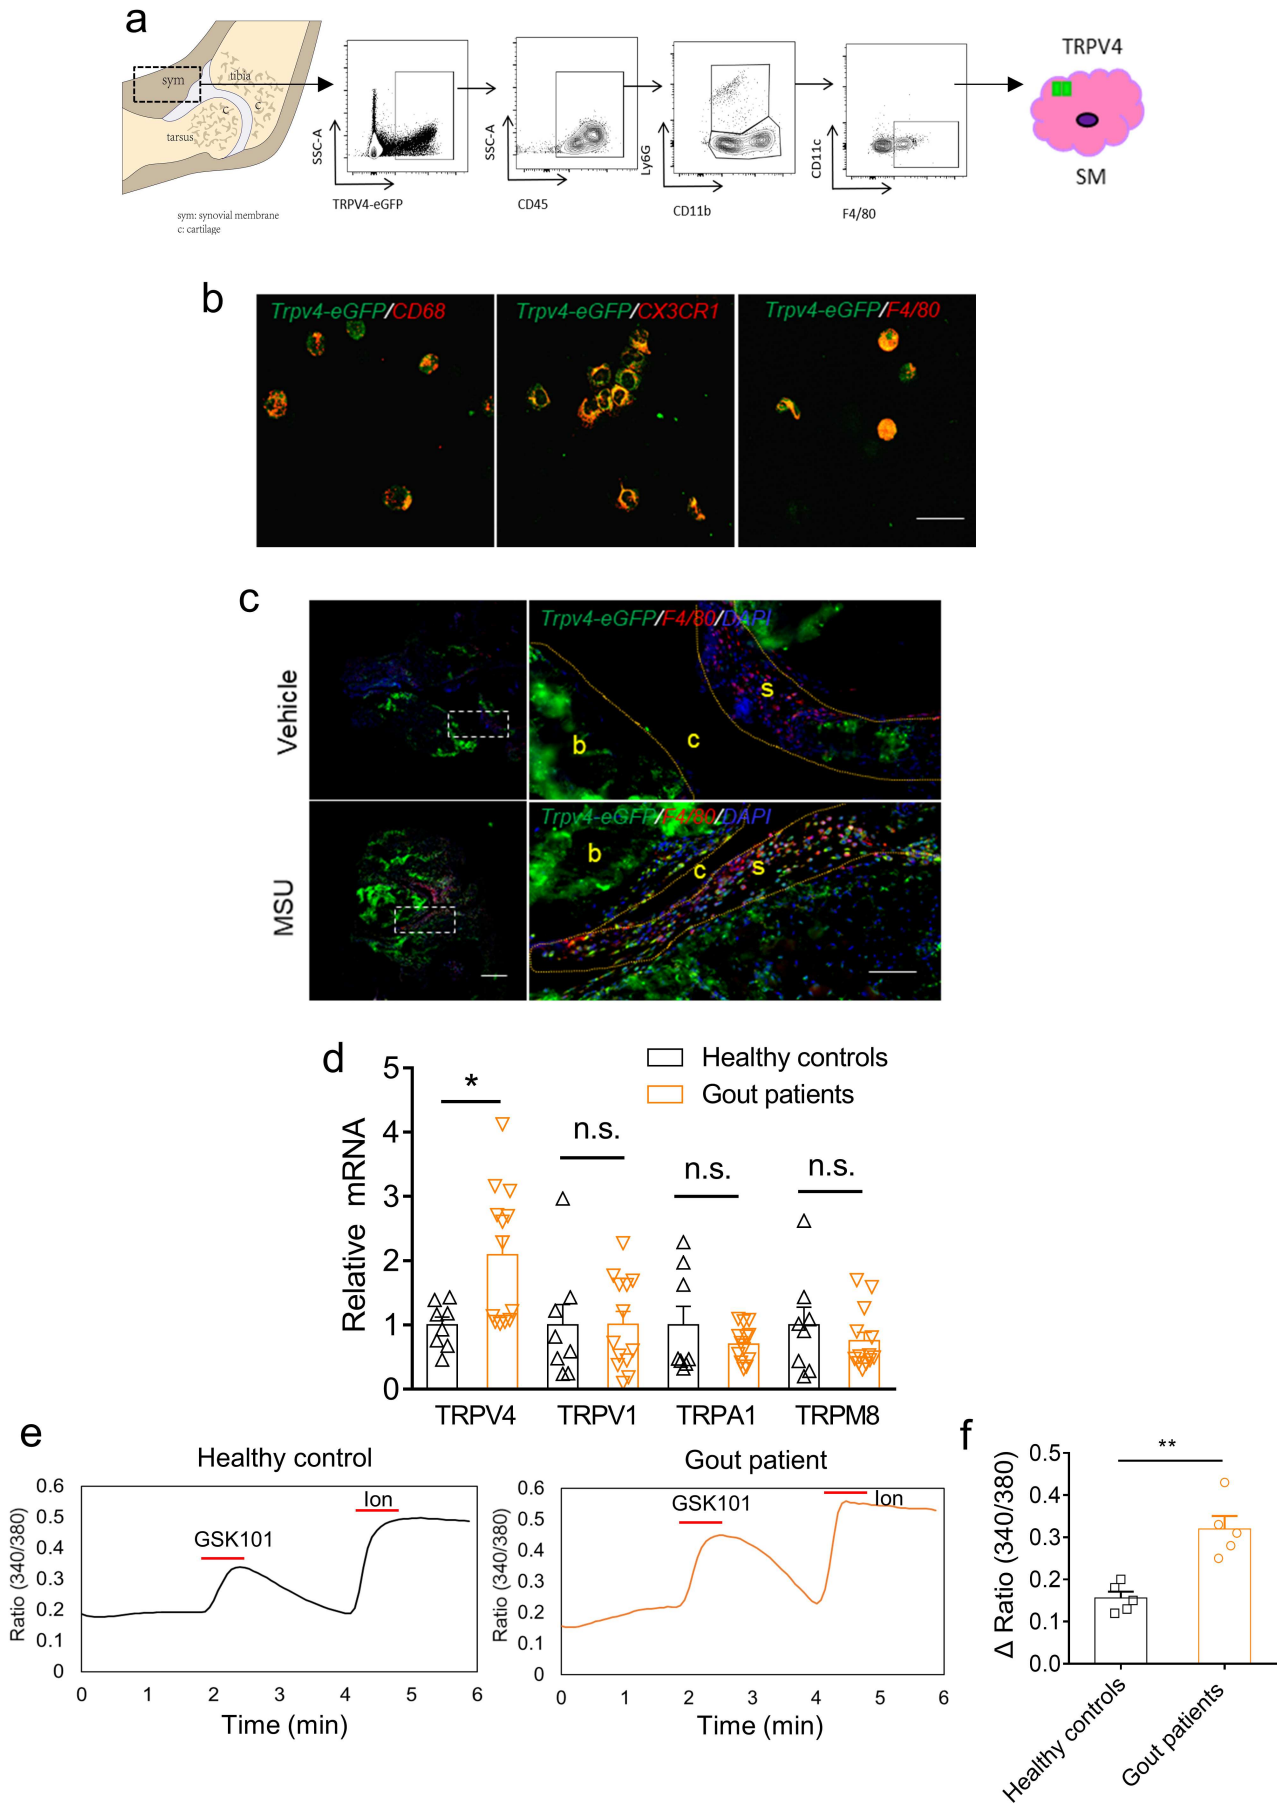 a
sym
tibia
c
c
tarsus
sym: synovial membrane
c: cartilage
SSC-A
TRPV4-eGFP
SSC-A
CD45
Ly6G
CD11b
CD11c
F4/80
TRPV4
SM
b
Trpv4-eGFP/CD68
Trpv4-eGFP/CX3CR1
Trpv4-eGFP/F4/80
c
Vehicle
Trpv4-eGFP/F4/80/DAPI
s
b
c
MSU
Trpv4-eGFP/F4/80/DAPI
b
c
s
d
Healthy controls
Gout patients
Relative mRNA
5
4
3
2
1
0
*
n.s.
n.s.
n.s.
TRPV4
TRPV1
TRPA1
TRPM8
e
Healthy control
Ratio (340/380)
0.6
0.5
0.4
0.3
0.2
0.1
0
GSK101
Ion
0 1 2 3 4 5 6
Time (min)
Gout patient
Ratio (340/380)
0.6
0.5
0.4
0.3
0.2
0.1
0
GSK101
Ion
0 1 2 3 4 5 6
Time (min)
f
Δ Ratio (340/380)
0.5
0.4
0.3
0.2
0.1
0.0
**
Healthy controls
Gout patients